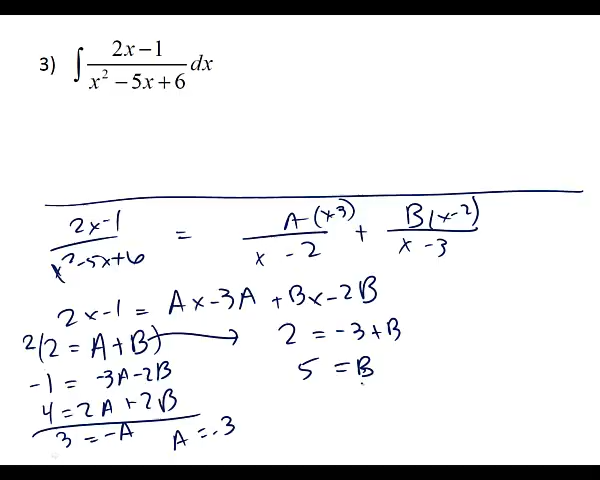 3) ∫ (2x−1)/(x²−5x+6) dx
(2x-1)/(x²-5x+6) = A(x3)/(x-2) + B(x-2)/(x-3)
2x-1 = Ax-3A +Bx-2B
2(2 = A+B) → 2 = -3+B
-1 = -3A-2B 5 = B
4=2A+2B
3 = -A A = -3